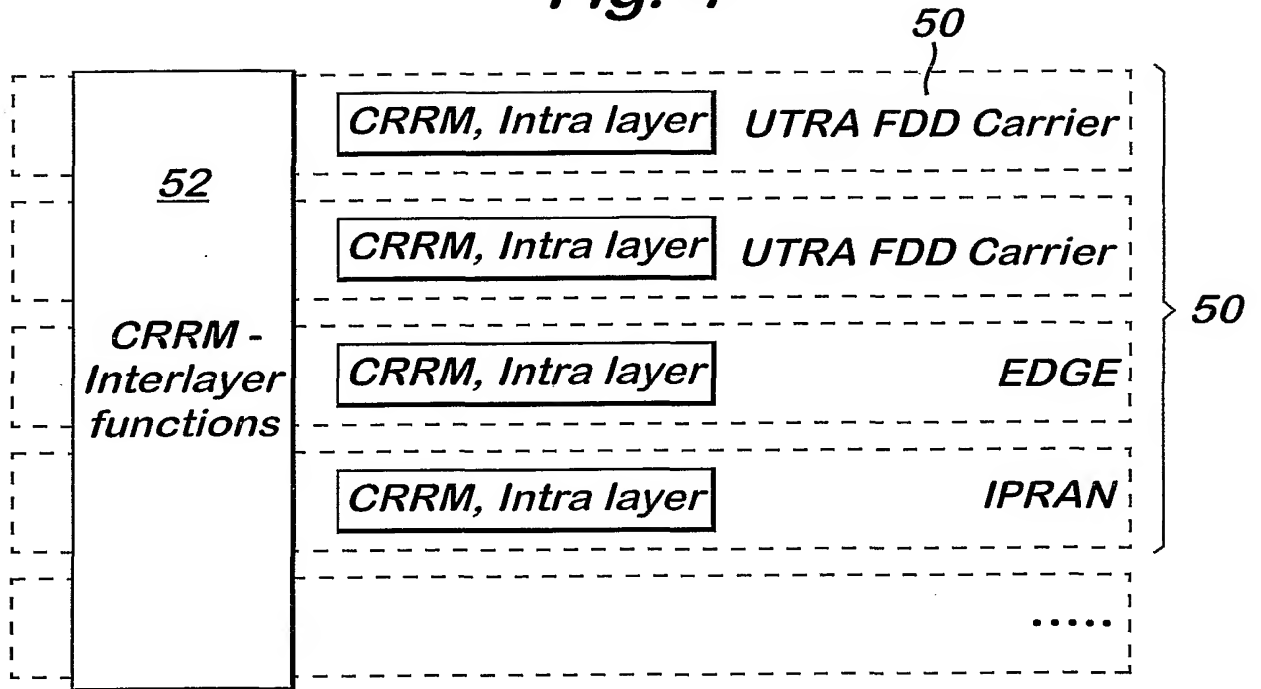 Fig.
50
CRRM, Intra layer UTRA FDD Carrier
52
CRRM, Intra layer UTRA FDD Carrier
50
CRRM -
Interlayer
functions
CRRM, Intra layer EDGE
CRRM, Intra layer IPRAN
.....